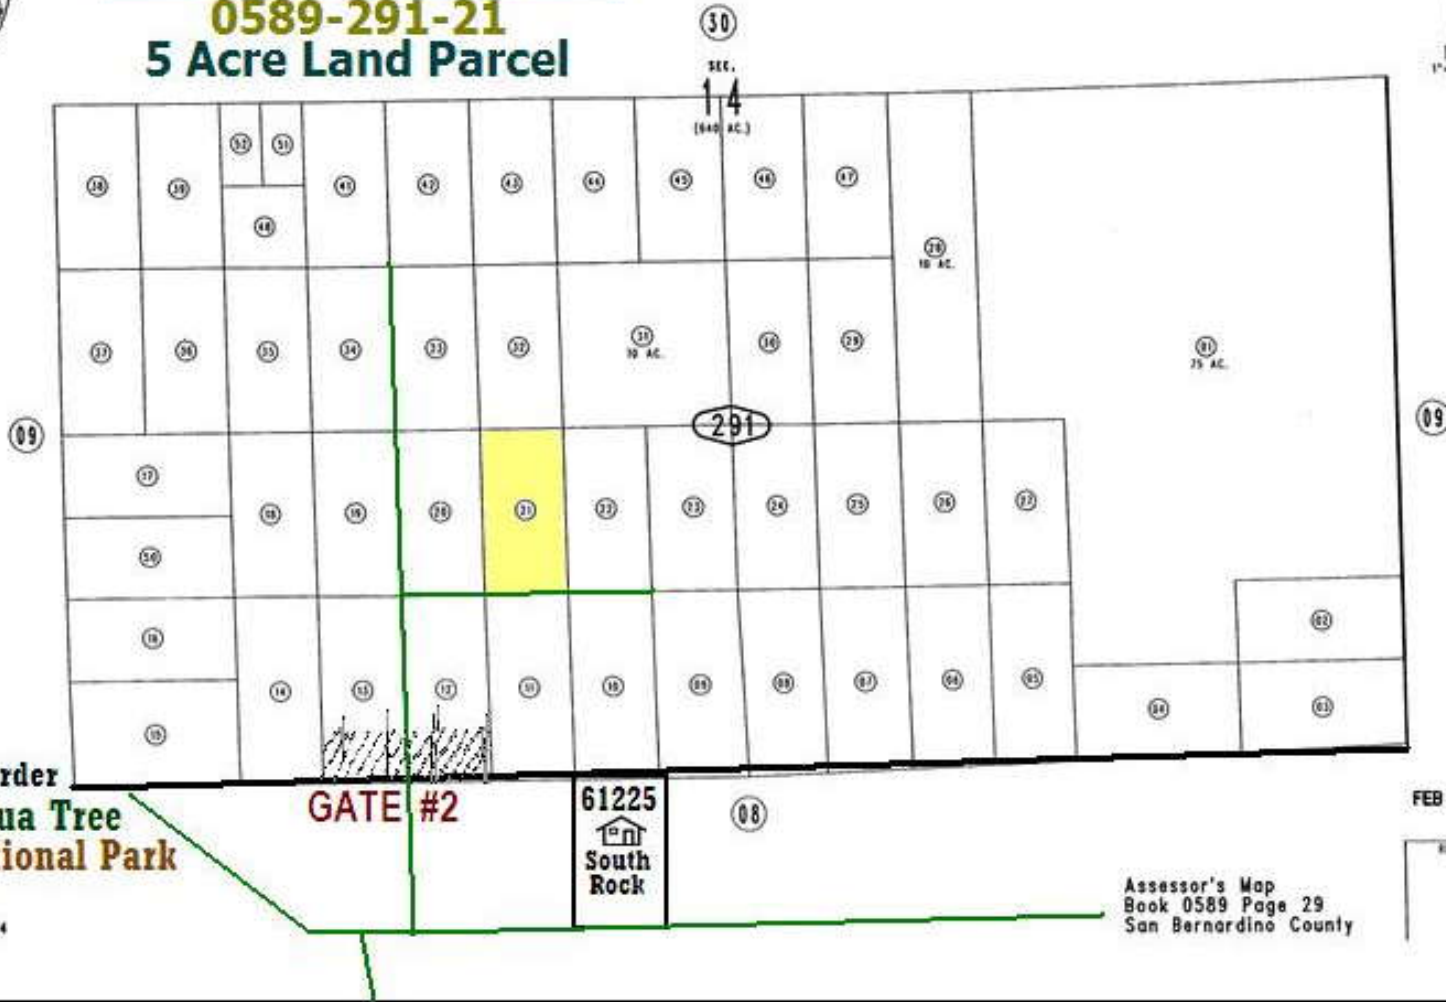 0589-291-21
5 Acre Land Parcel
30
SEC.
14
(640 AC.)
52 51
38 39 41 42 43 44 45 46 47
48
28
10 AC.
37 36 35 34 33 32 31 30 29
10 AC.
01
75 AC.
09 291 09
17
18 19 20 21 22 23 24 25 26 27
50
16
02
14 13 12 11 10 09 08 07 06 05
04 03
15
rder
ua Tree
ional Park
GATE #2
61225
South
Rock
08
FEB
Assessor's Map
Book 0589 Page 29
San Bernardino County